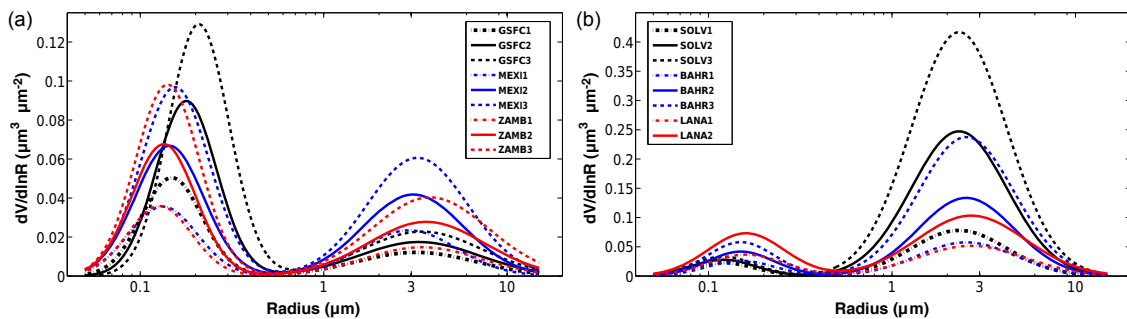 (a)
dV/dlnR (μm³ μm⁻²)
0.12
0.1
0.08
0.06
0.04
0.02
0
0.1
1
3
10
Radius (μm)
GSFC1
GSFC2
GSFC3
MEXI1
MEXI2
MEXI3
ZAMB1
ZAMB2
ZAMB3
(b)
dV/dlnR (μm³ μm⁻²)
0.4
0.35
0.3
0.25
0.2
0.15
0.1
0.05
0
0.1
1
3
10
Radius (μm)
SOLV1
SOLV2
SOLV3
BAHR1
BAHR2
BAHR3
LANA1
LANA2